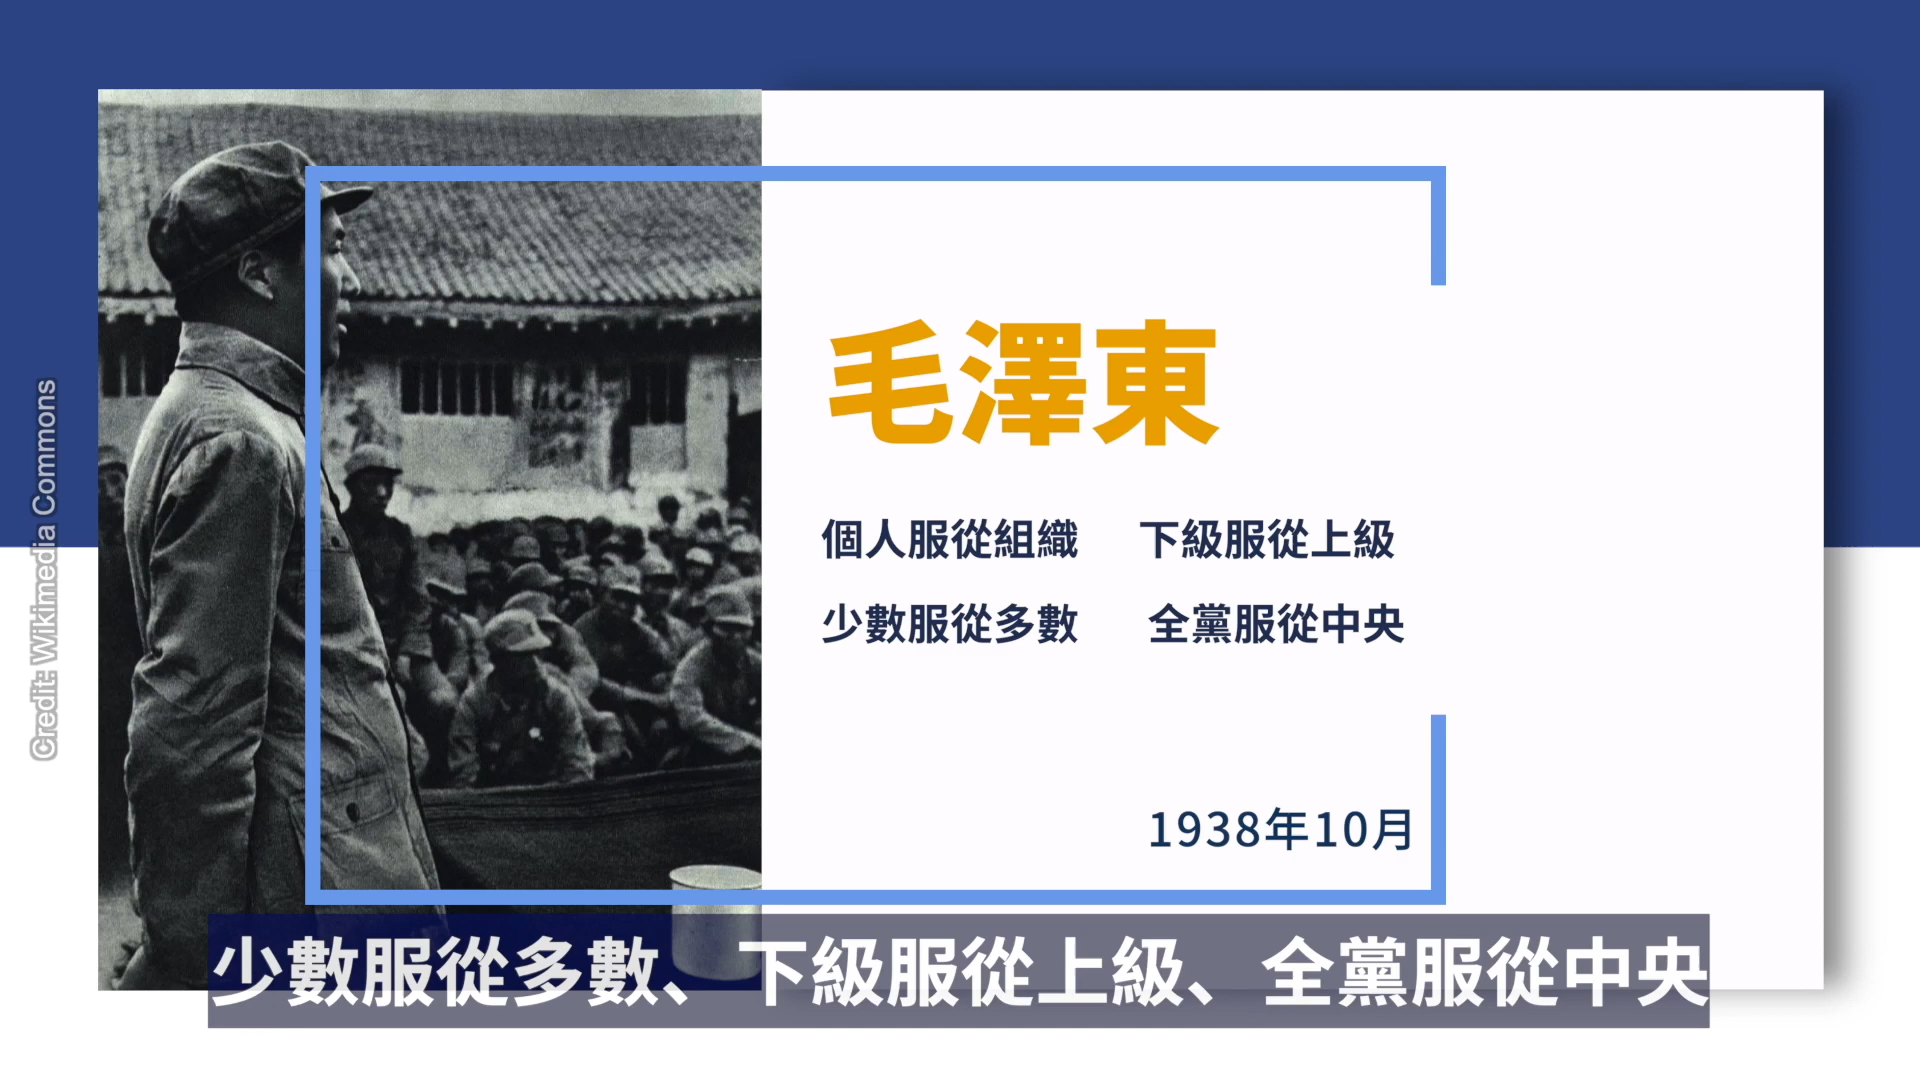 Credit: Wikimedia Commons
毛澤東
個人服從組織 下級服從上級
少數服從多數 全黨服從中央
1938年10月
少數服從多數、下級服從上級、全黨服從中央